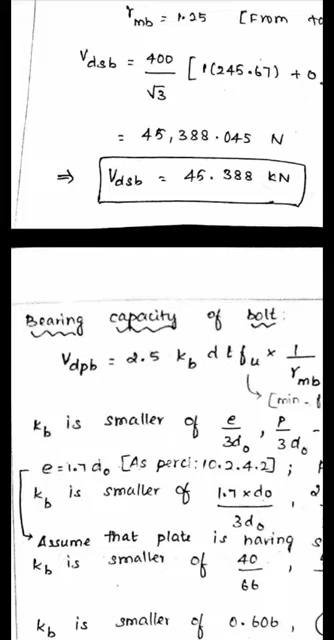 γmb = 1.25 [From
Vdsb = 400/√3 [1(245.67) + 0.
= 45,388.045 N
⇒ Vdsb = 45.388 kN
Bearing capacity of bolt:
Vdpb = 2.5 kb d t fu × 1/γmb
[min.
kb is smaller of e/3d₀, P/3d₀ -
e = 1.7d₀ [As per cl: 10.2.4.2];
kb is smaller of 1.7×d₀/3d₀, 2
Assume that plate is having s
kb is smaller of 40/66,
kb is smaller of 0.606, (